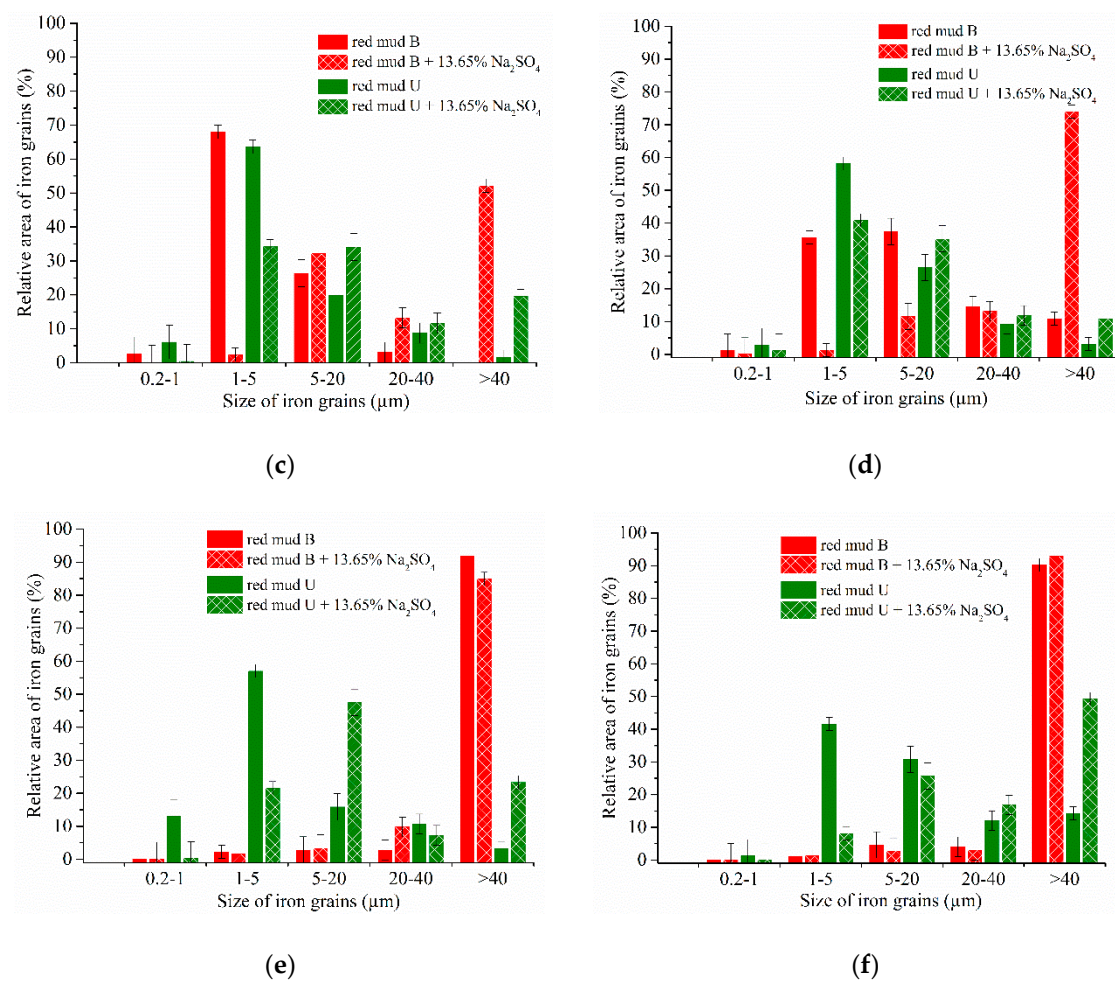 100
90
80
70
60
50
40
30
20
10
0
Relative area of iron grains (%)
red mud B
red mud B + 13.65% Na₂SO₄
red mud U
red mud U + 13.65% Na₂SO₄
0.2-1 1-5 5-20 20-40 >40
Size of iron grains (µm)
(c)
100
90
80
70
60
50
40
30
20
10
0
Relative area of iron grains (%)
red mud B
red mud B + 13.65% Na₂SO₄
red mud U
red mud U + 13.65% Na₂SO₄
0.2-1 1-5 5-20 20-40 >40
Size of iron grains (µm)
(d)
100
90
80
70
60
50
40
30
20
10
0
Relative area of iron grains (%)
red mud B
red mud B + 13.65% Na₂SO₄
red mud U
red mud U + 13.65% Na₂SO₄
0.2-1 1-5 5-20 20-40 >40
Size of iron grains (µm)
(e)
100
90
80
70
60
50
40
30
20
10
0
Relative area of iron grains (%)
red mud B
red mud B − 13.65% Na₂SO₄
red mud U
red mud U − 13.65% Na₂SO₄
0.2-1 1-5 5-20 20-40 >40
Size of iron grains (µm)
(f)